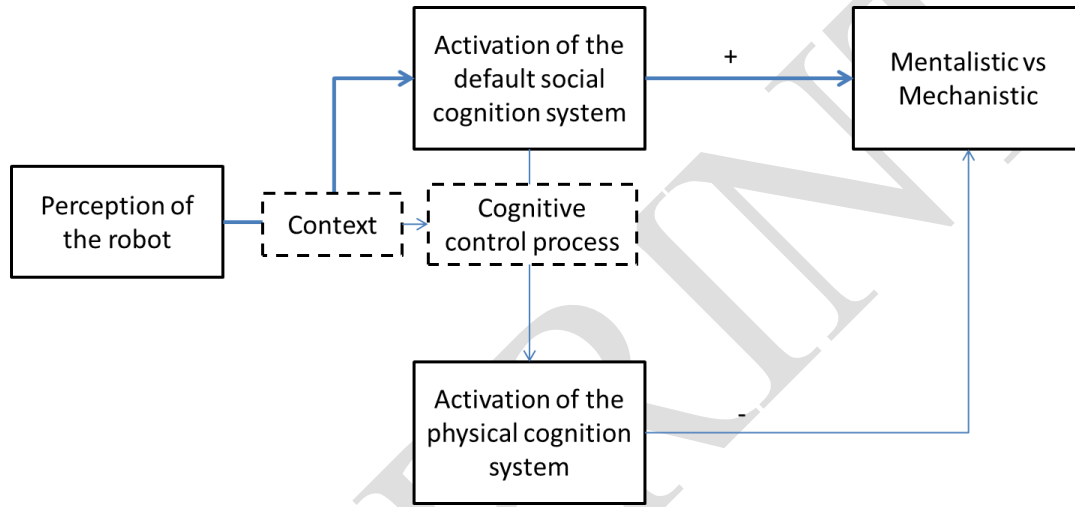 Activation of the
default social
cognition system
+
Mentalistic vs
Mechanistic
Perception of
the robot
Context
Cognitive
control process
Activation of the
physical cognition
system
-